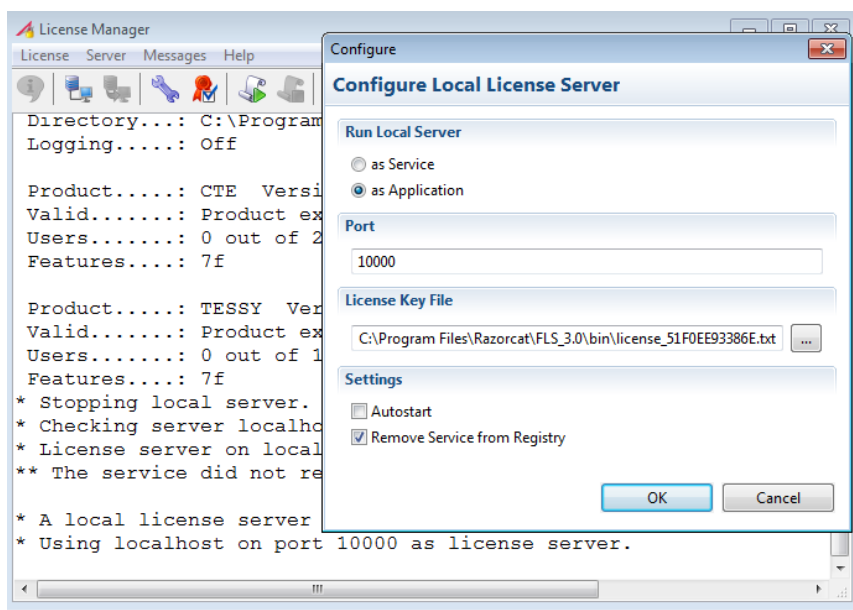 License Manager
License Server Messages Help
Directory...: C:\Program
Logging.....: Off
Product.....: CTE Versi
Valid.......: Product ex
Users.......: 0 out of 2
Features....: 7f
Product.....: TESSY Ver
Valid.......: Product ex
Users.......: 0 out of 1
Features....: 7f
* Stopping local server.
* Checking server localho
* License server on local
** The service did not re
* A local license server
* Using localhost on port 10000 as license server.
Configure
Configure Local License Server
Run Local Server
as Service
as Application
Port
10000
License Key File
C:\Program Files\Razorcat\FLS_3.0\bin\license_51F0EE93386E.txt ...
Settings
Autostart
Remove Service from Registry
OK Cancel